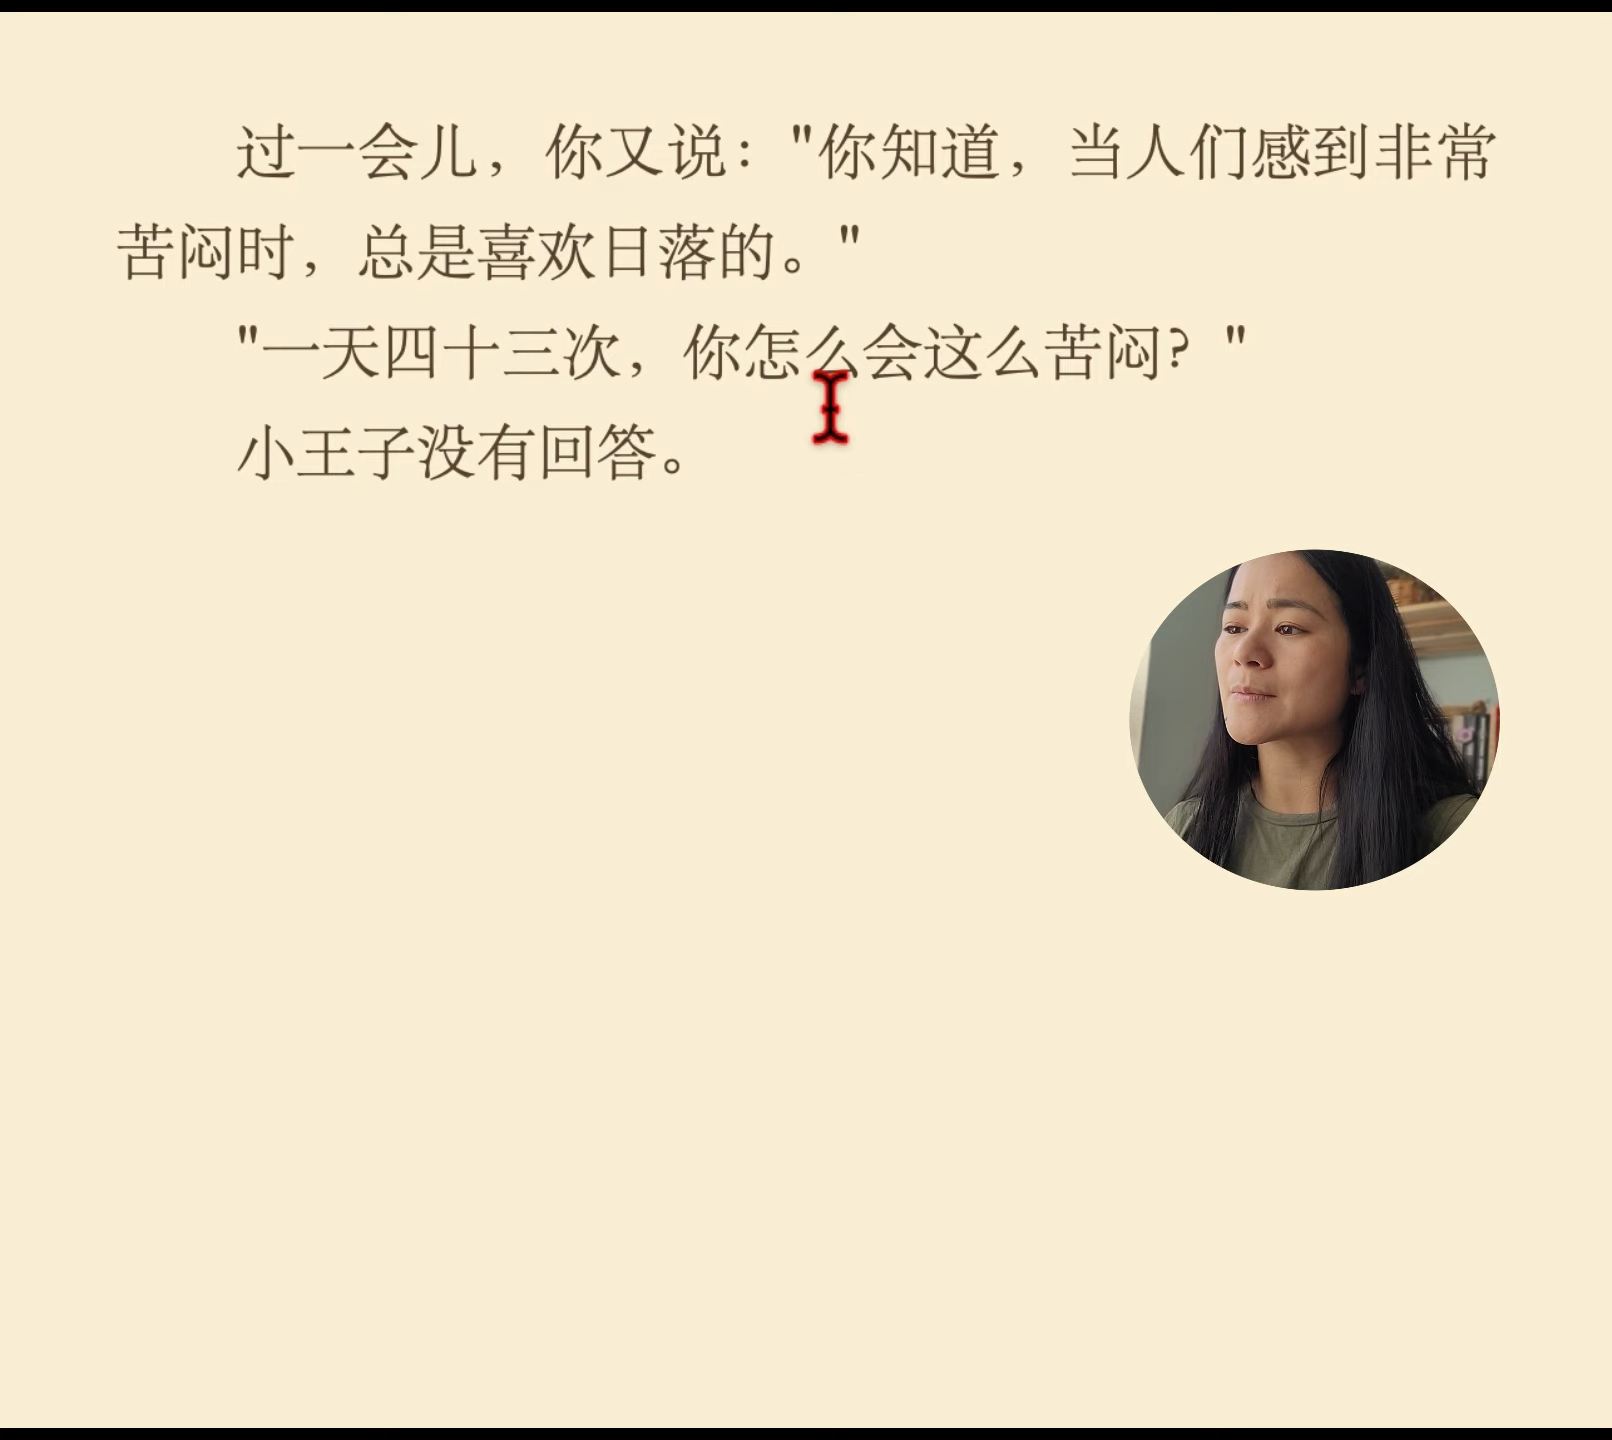 过一会儿，你又说："你知道，当人们感到非常
苦闷时，总是喜欢日落的。"
"一天四十三次，你怎么会这么苦闷？"
小王子没有回答。